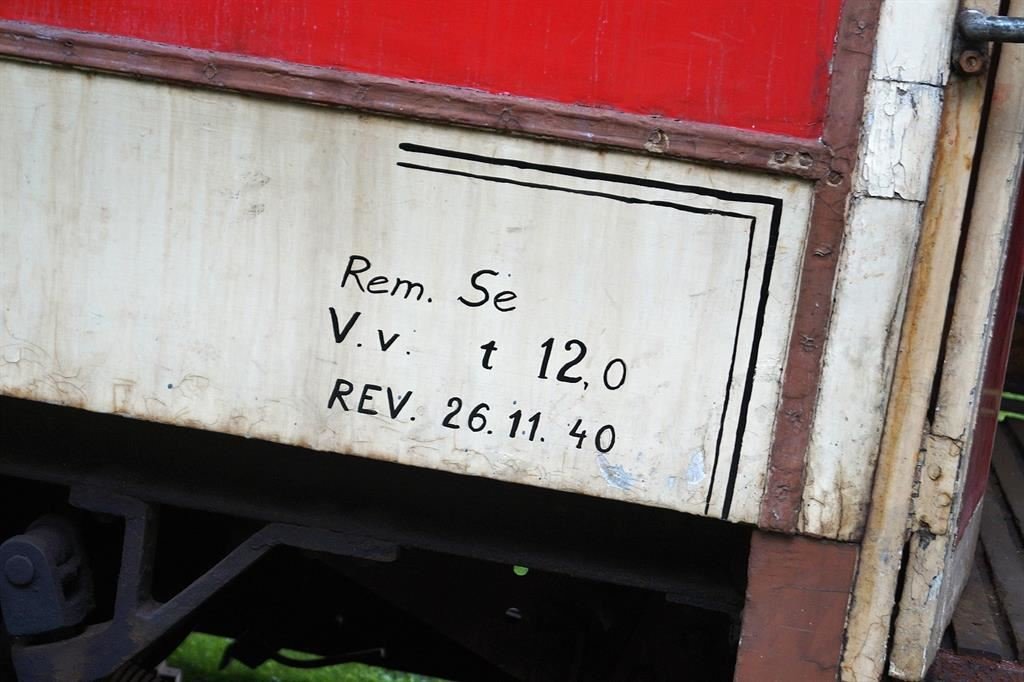 Rem. Se
V.v. t 12,0
REV. 26.11.40